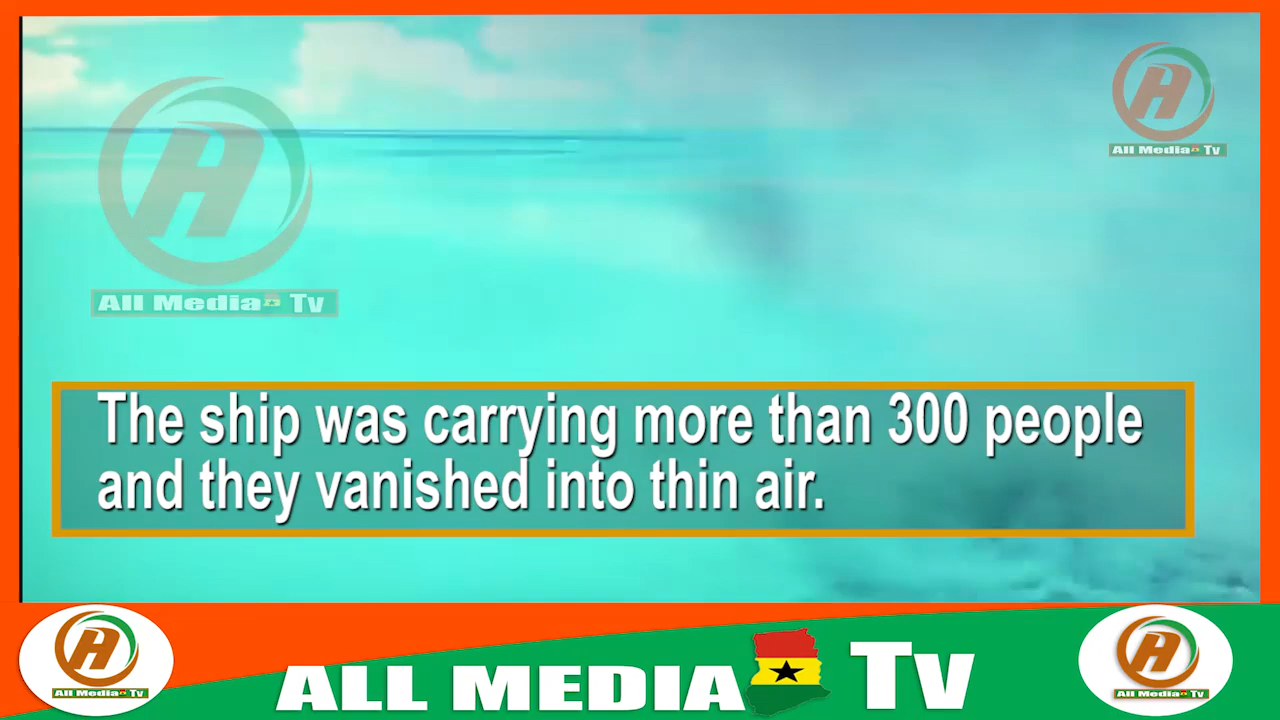 All Media Tv
All Media Tv
The ship was carrying more than 300 people
and they vanished into thin air.
All Media Tv
ALL MEDIA Tv
All Media Tv